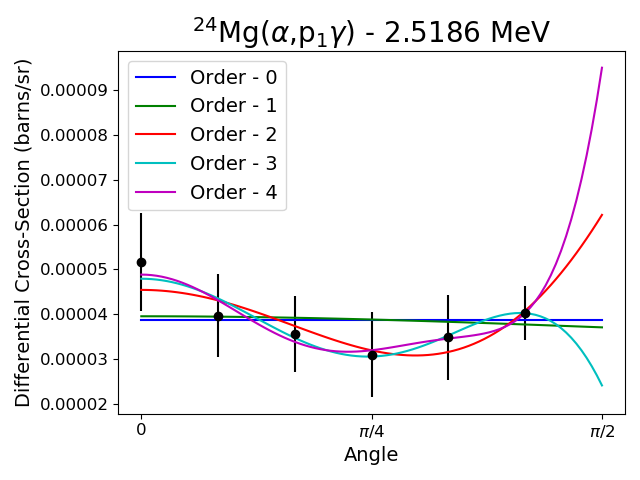 ²⁴Mg(α,p₁γ) - 2.5186 MeV
Order - 0
Order - 1
Order - 2
Order - 3
Order - 4
Differential Cross-Section (barns/sr)
0.00009
0.00008
0.00007
0.00006
0.00005
0.00004
0.00003
0.00002
0 π/4 π/2
Angle